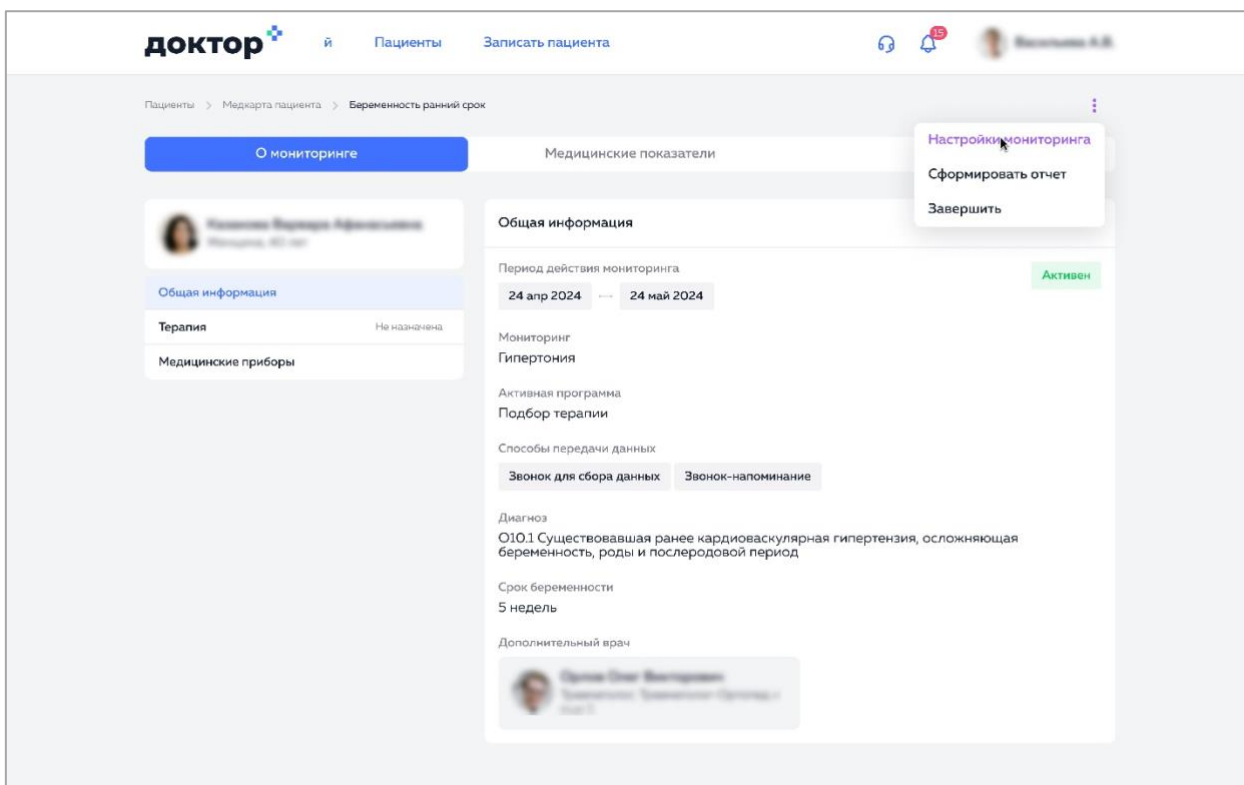 доктор
й Пациенты Записать пациента 15
Пациенты > Медкарта пациента > Беременность ранний срок
О мониторинге Медицинские показатели
Настройки мониторинга
Сформировать отчет
Завершить
Общая информация
Терапия Не назначена
Медицинские приборы
Общая информация
Период действия мониторинга
Активен
24 апр 2024 — 24 май 2024
Мониторинг
Гипертония
Активная программа
Подбор терапии
Способы передачи данных
Звонок для сбора данных Звонок-напоминание
Диагноз
O10.1 Существовавшая ранее кардиоваскулярная гипертензия, осложняющая
беременность, роды и послеродовой период
Срок беременности
5 недель
Дополнительный врач